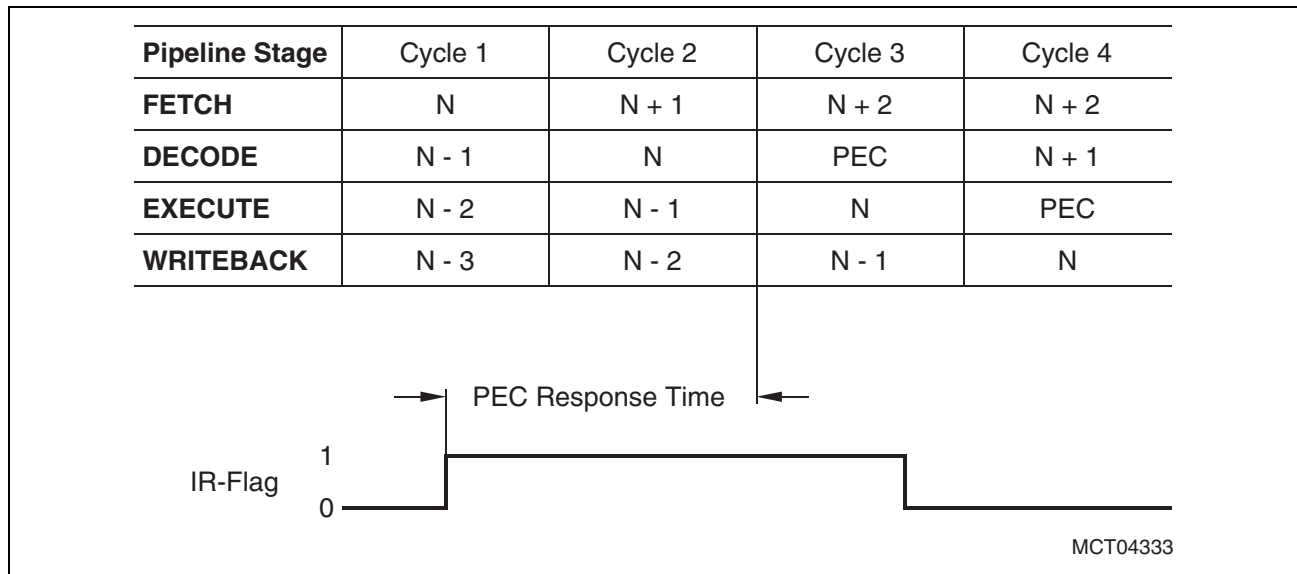 Pipeline Stage Cycle 1 Cycle 2 Cycle 3 Cycle 4
FETCH N N + 1 N + 2 N + 2
DECODE N - 1 N PEC N + 1
EXECUTE N - 2 N - 1 N PEC
WRITEBACK N - 3 N - 2 N - 1 N
PEC Response Time
1
IR-Flag
0
MCT04333